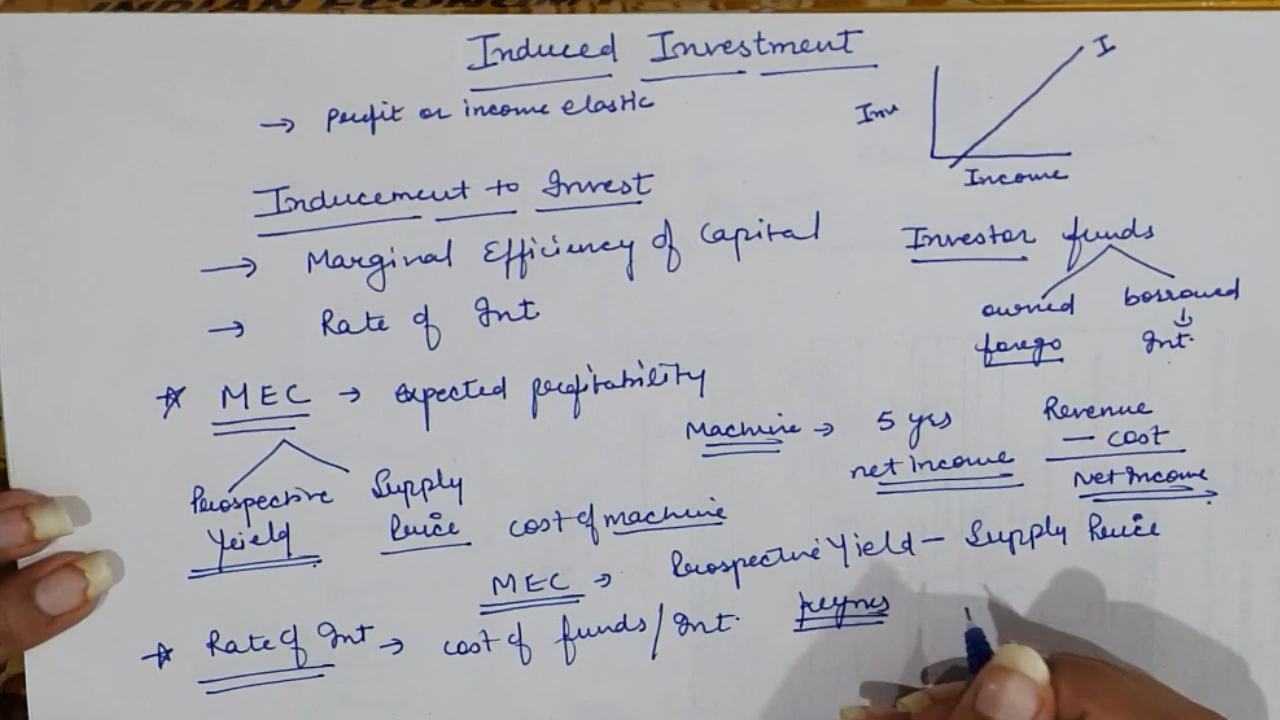 INDIAN ECONOMY
Induced Investment
→ profit or income elastic
I
Inv
Income
Inducement to Invest
→ Marginal Efficiency of Capital
→ Rate of Int
Investor funds
owned borrowed
forego Int.
☆ MEC → expected profitability
Prospective Yield
Supply Price cost of machine
Machine → 5 yrs
net income
Revenue
— cost
Net Income
MEC → Prospective Yield – Supply Price
☆ Rate of Int → cost of funds/Int. keynes